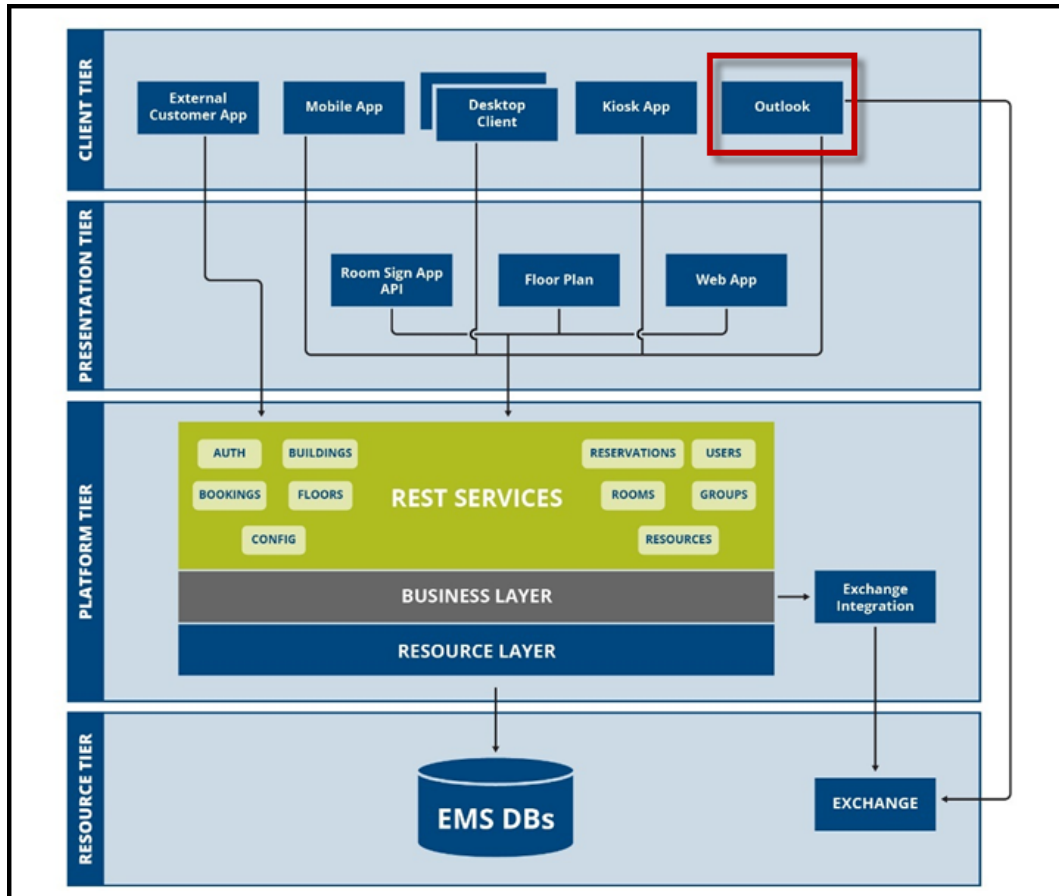 CLIENT TIER
External
Customer App
Mobile App
Desktop
Client
Kiosk App
Outlook
PRESENTATION TIER
Room Sign App
API
Floor Plan
Web App
PLATFORM TIER
AUTH
BUILDINGS
RESERVATIONS
USERS
BOOKINGS
FLOORS
REST SERVICES
ROOMS
GROUPS
CONFIG
RESOURCES
BUSINESS LAYER
Exchange
Integration
RESOURCE LAYER
RESOURCE TIER
EMS DBs
EXCHANGE